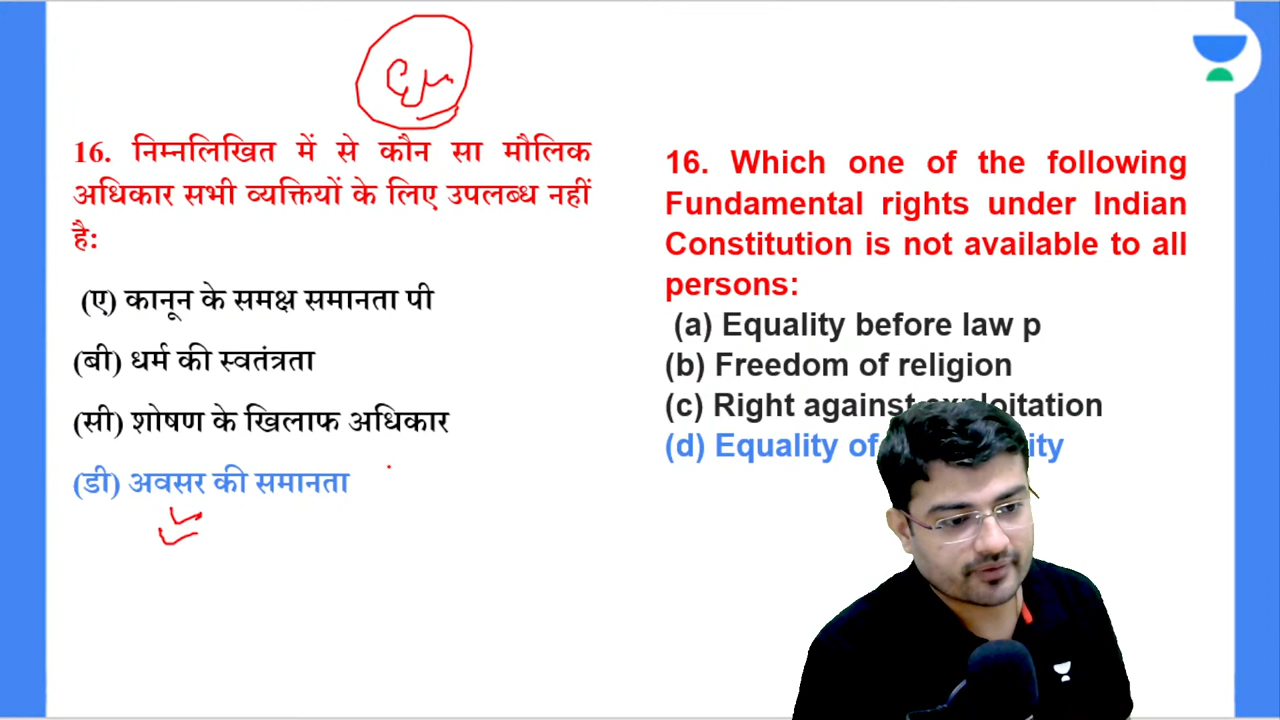 16. निम्नलिखित में से कौन सा मौलिक
अधिकार सभी व्यक्तियों के लिए उपलब्ध नहीं
है:
(ए) कानून के समक्ष समानता पी
(बी) धर्म की स्वतंत्रता
(सी) शोषण के खिलाफ अधिकार
(डी) अवसर की समानता
16. Which one of the following
Fundamental rights under Indian
Constitution is not available to all
persons:
(a) Equality before law p
(b) Freedom of religion
(c) Right against exploitation
(d) Equality of